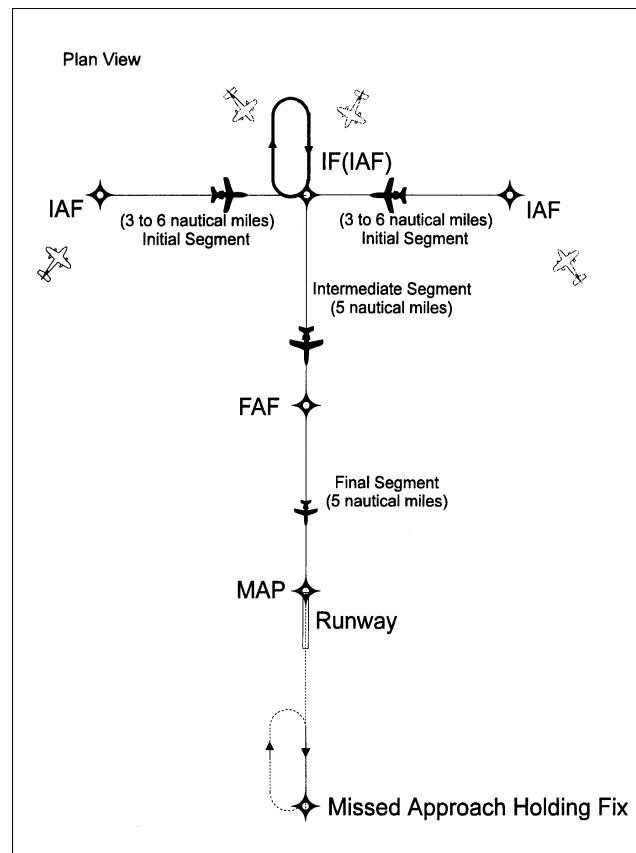 Plan View
IF(IAF)
IAF
IAF
(3 to 6 nautical miles)
Initial Segment
(3 to 6 nautical miles)
Initial Segment
Intermediate Segment
(5 nautical miles)
FAF
Final Segment
(5 nautical miles)
MAP
Runway
Missed Approach Holding Fix